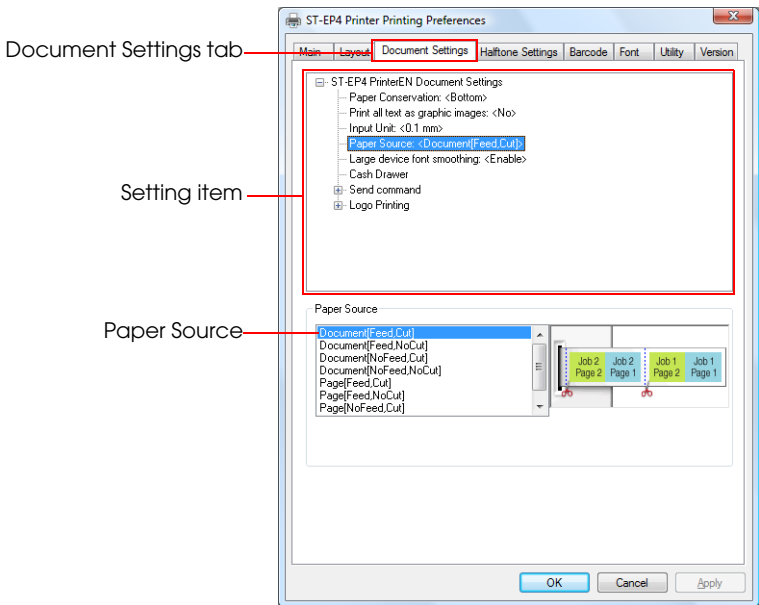 ST-EP4 Printer Printing Preferences
Document Settings tab
Main Layout Document Settings Halftone Settings Barcode Font Utility Version
ST-EP4 PrinterEN Document Settings
Paper Conservation: <Bottom>
Print all text as graphic images: <No>
Input Unit: <0.1 mm>
Paper Source: <Document[Feed,Cut]>
Large device font smoothing: <Enable>
Cash Drawer
Setting item
Send command
Logo Printing
Paper Source
Paper Source
Document[Feed,Cut]
Document[Feed,NoCut]
Document[NoFeed,Cut]
Document[NoFeed,NoCut]
Page[Feed,Cut]
Page[Feed,NoCut]
Page[NoFeed,Cut]
Job 2 Job 2 Job 1 Job 1
Page 2 Page 1 Page 2 Page 1
OK Cancel Apply